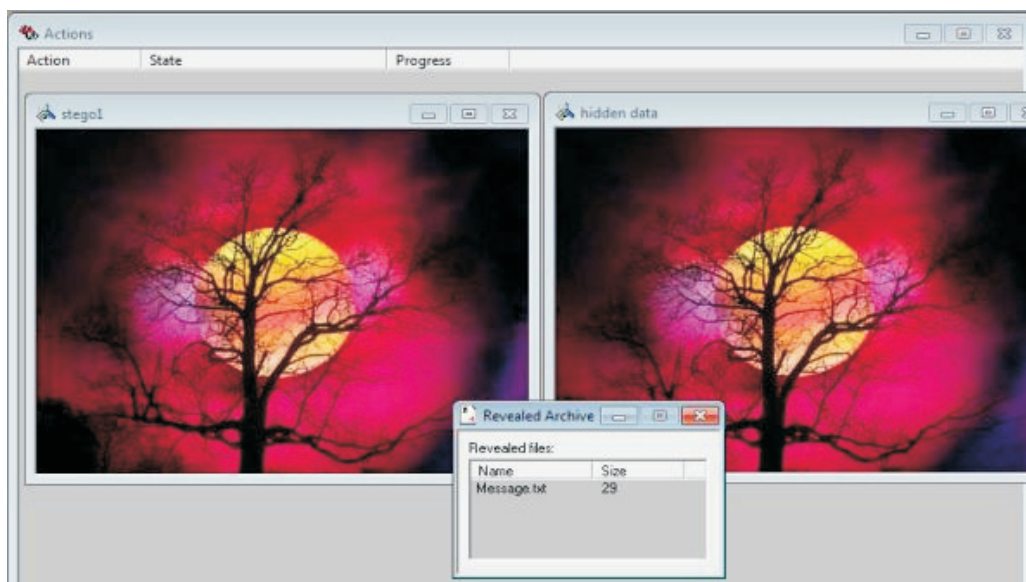 Actions
Action State Progress
stego1
hidden data
Revealed Archive
Revealed files:
Name Size
Message.txt 29